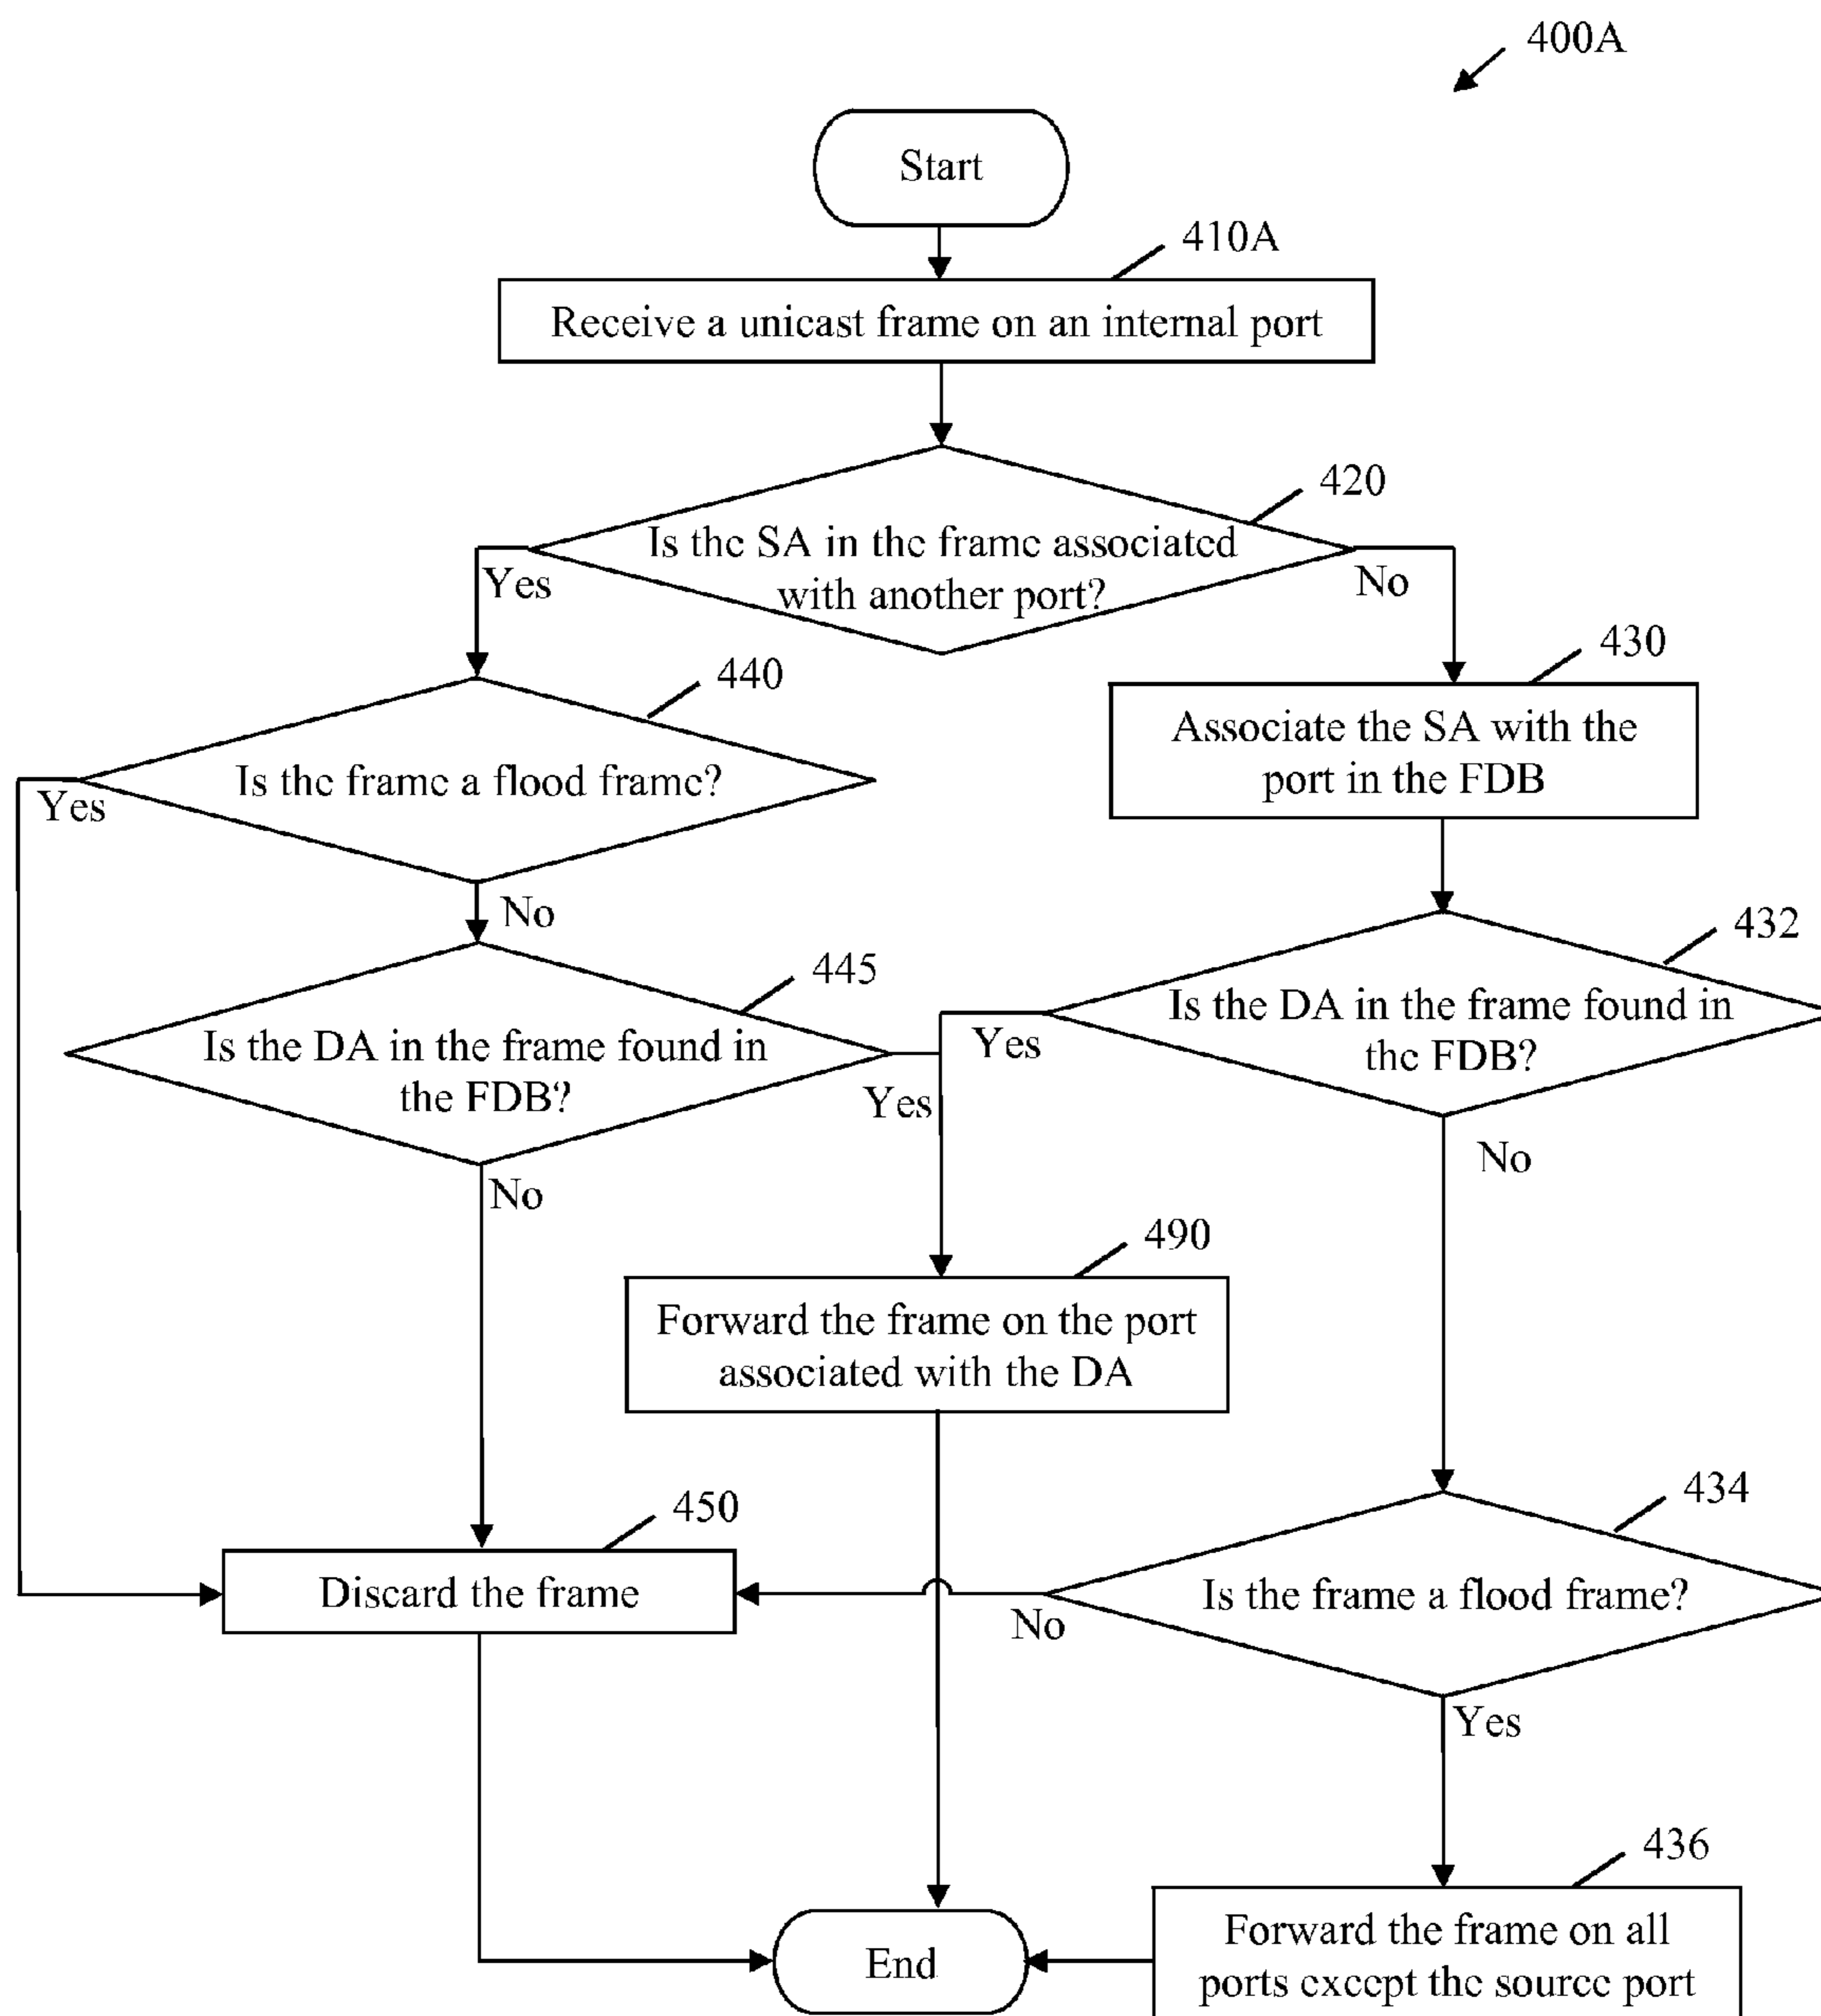 400A
Start
410A
Receive a unicast frame on an internal port
420
Is the SA in the frame associated
with another port?
Yes
No
430
440
Associate the SA with the
port in the FDB
Is the frame a flood frame?
Yes
No
432
445
Is the DA in the frame found in
the FDB?
Yes
Is the DA in the frame found in
the FDB?
Yes
No
No
490
Forward the frame on the port
associated with the DA
434
450
Discard the frame
Is the frame a flood frame?
No
Yes
436
Forward the frame on all
ports except the source port
End